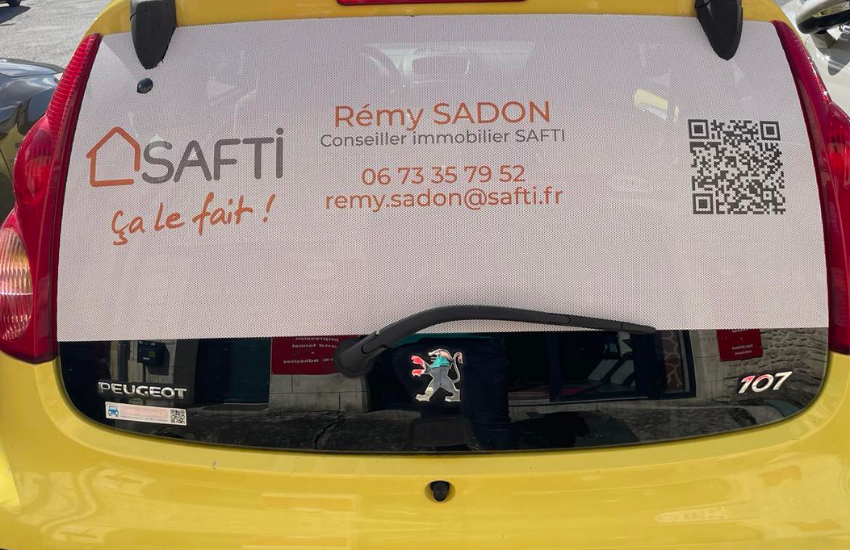 Rémy SADON
Conseiller immobilier SAFTI
SAFTI
Ça le fait !
06 73 35 79 52
remy.sadon@safti.fr
PEUGEOT
107